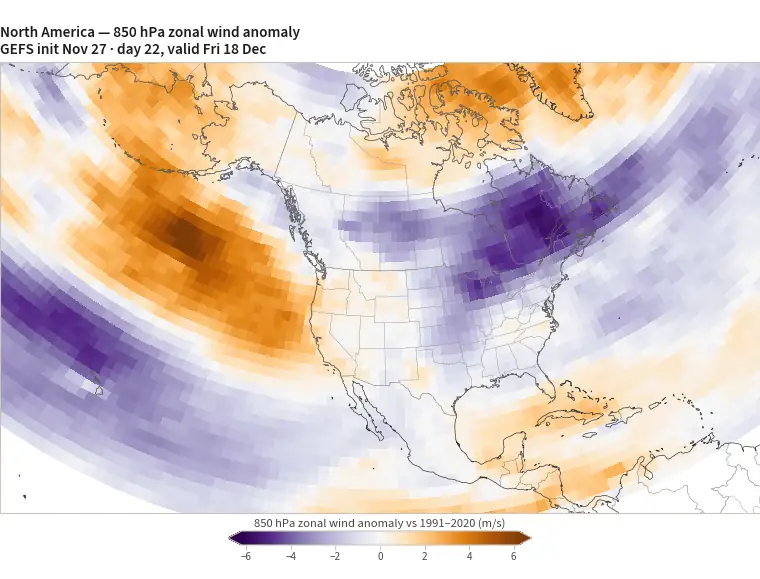 North America — 850 hPa zonal wind anomaly
GEFS init Nov 27 · day 22, valid Fri 18 Dec
850 hPa zonal wind anomaly vs 1991–2020 (m/s)
−6 −4 −2 0 2 4 6